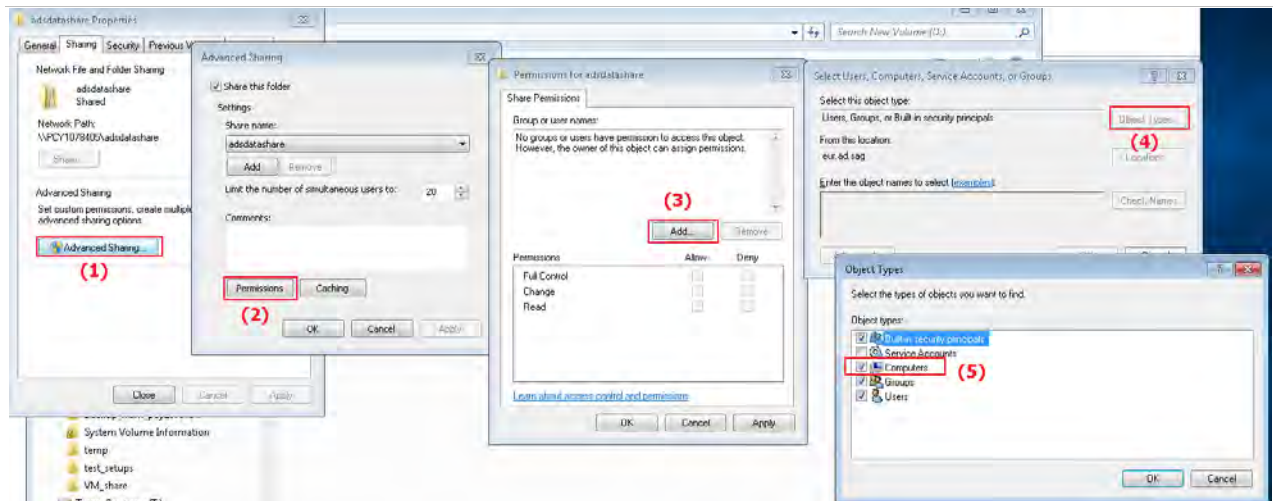 adsdatashare Properties
General Sharing Security Previous V
Network File and Folder Sharing
adsdatashare
Shared
Network Path:
\\PCY1078405\adsdatashare
Share...
Advanced Sharing
Set custom permissions, create multiple
advanced sharing options
Advanced Sharing...
(1)
Close Cancel Apply
Advanced Sharing
Share this folder
Settings
Share name:
adsdatashare
Add Remove
Limit the number of simultaneous users to: 20
Comments:
Permissions Caching
(2)
OK Cancel Apply
Permissions for adsdatashare
Share Permissions
Group or user names:
No groups or users have permission to access this object.
However, the owner of this object can assign permissions.
(3)
Add... Remove
Permissions Allow Deny
Full Control
Change
Read
Learn about access control and permissions
OK Cancel Apply
Search New Volume (D:)
Select Users, Computers, Service Accounts, or Groups
Select this object type:
Users, Groups, or Built-in security principals
Object Types...
(4)
From this location:
eur.ad.sag
Locations...
Enter the object names to select (examples):
Check Names
Object Types
Select the types of objects you want to find.
Object types:
Built-in security principals
Service Accounts
Computers
(5)
Groups
Users
OK Cancel
System Volume Information
temp
test_setups
VM_share